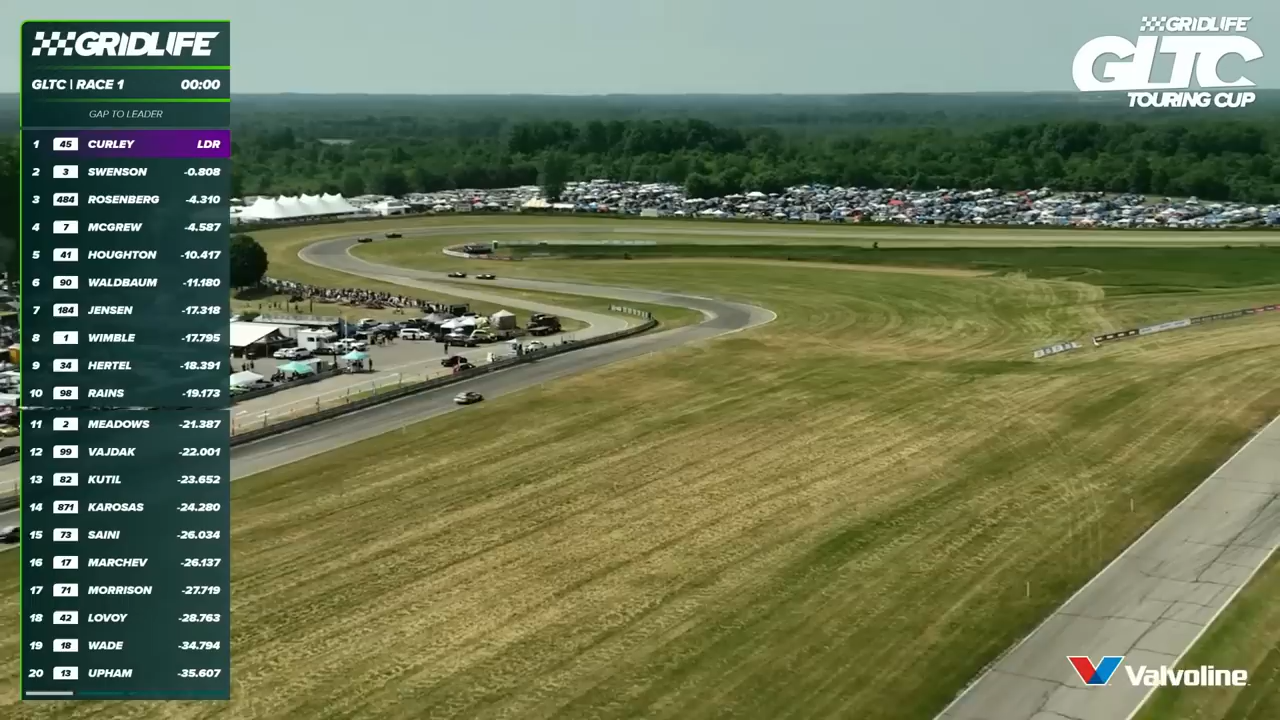 GRIDLIFE
GLTC | RACE 1 00:00
GAP TO LEADER
1 45 CURLEY LDR
2 3 SWENSON -0.808
3 484 ROSENBERG -4.310
4 7 MCGREW -4.587
5 41 HOUGHTON -10.417
6 90 WALDBAUM -11.180
7 184 JENSEN -17.318
8 1 WIMBLE -17.795
9 34 HERTEL -18.391
10 98 RAINS -19.173
11 2 MEADOWS -21.387
12 99 VAJDAK -22.001
13 82 KUTIL -23.652
14 871 KAROSAS -24.280
15 73 SAINI -26.034
16 17 MARCHEV -26.137
17 71 MORRISON -27.719
18 42 LOVOY -28.763
19 18 WADE -34.794
20 13 UPHAM -35.607
GRIDLIFE
GLTC
TOURING CUP
Valvoline